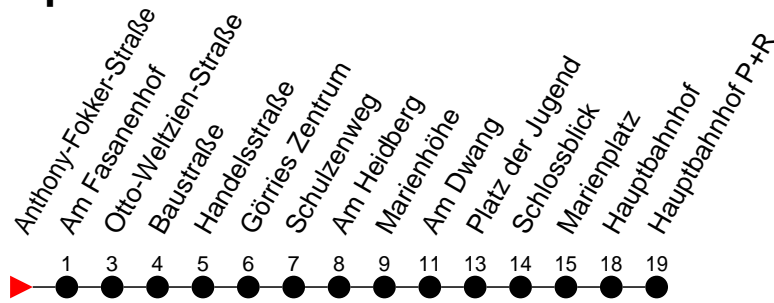 Anthony-Fokker-Straße
Am Fasanenhof
Otto-Weltzien-Straße
Baustraße
Handelsstraße
Görries Zentrum
Schulzenweg
Am Heidberg
Marienhöhe
Am Dwang
Platz der Jugend
Schlossblick
Marienplatz
Hauptbahnhof
Hauptbahnhof P+R
1 3 4 5 6 7 8 9 11 13 14 15 18 19